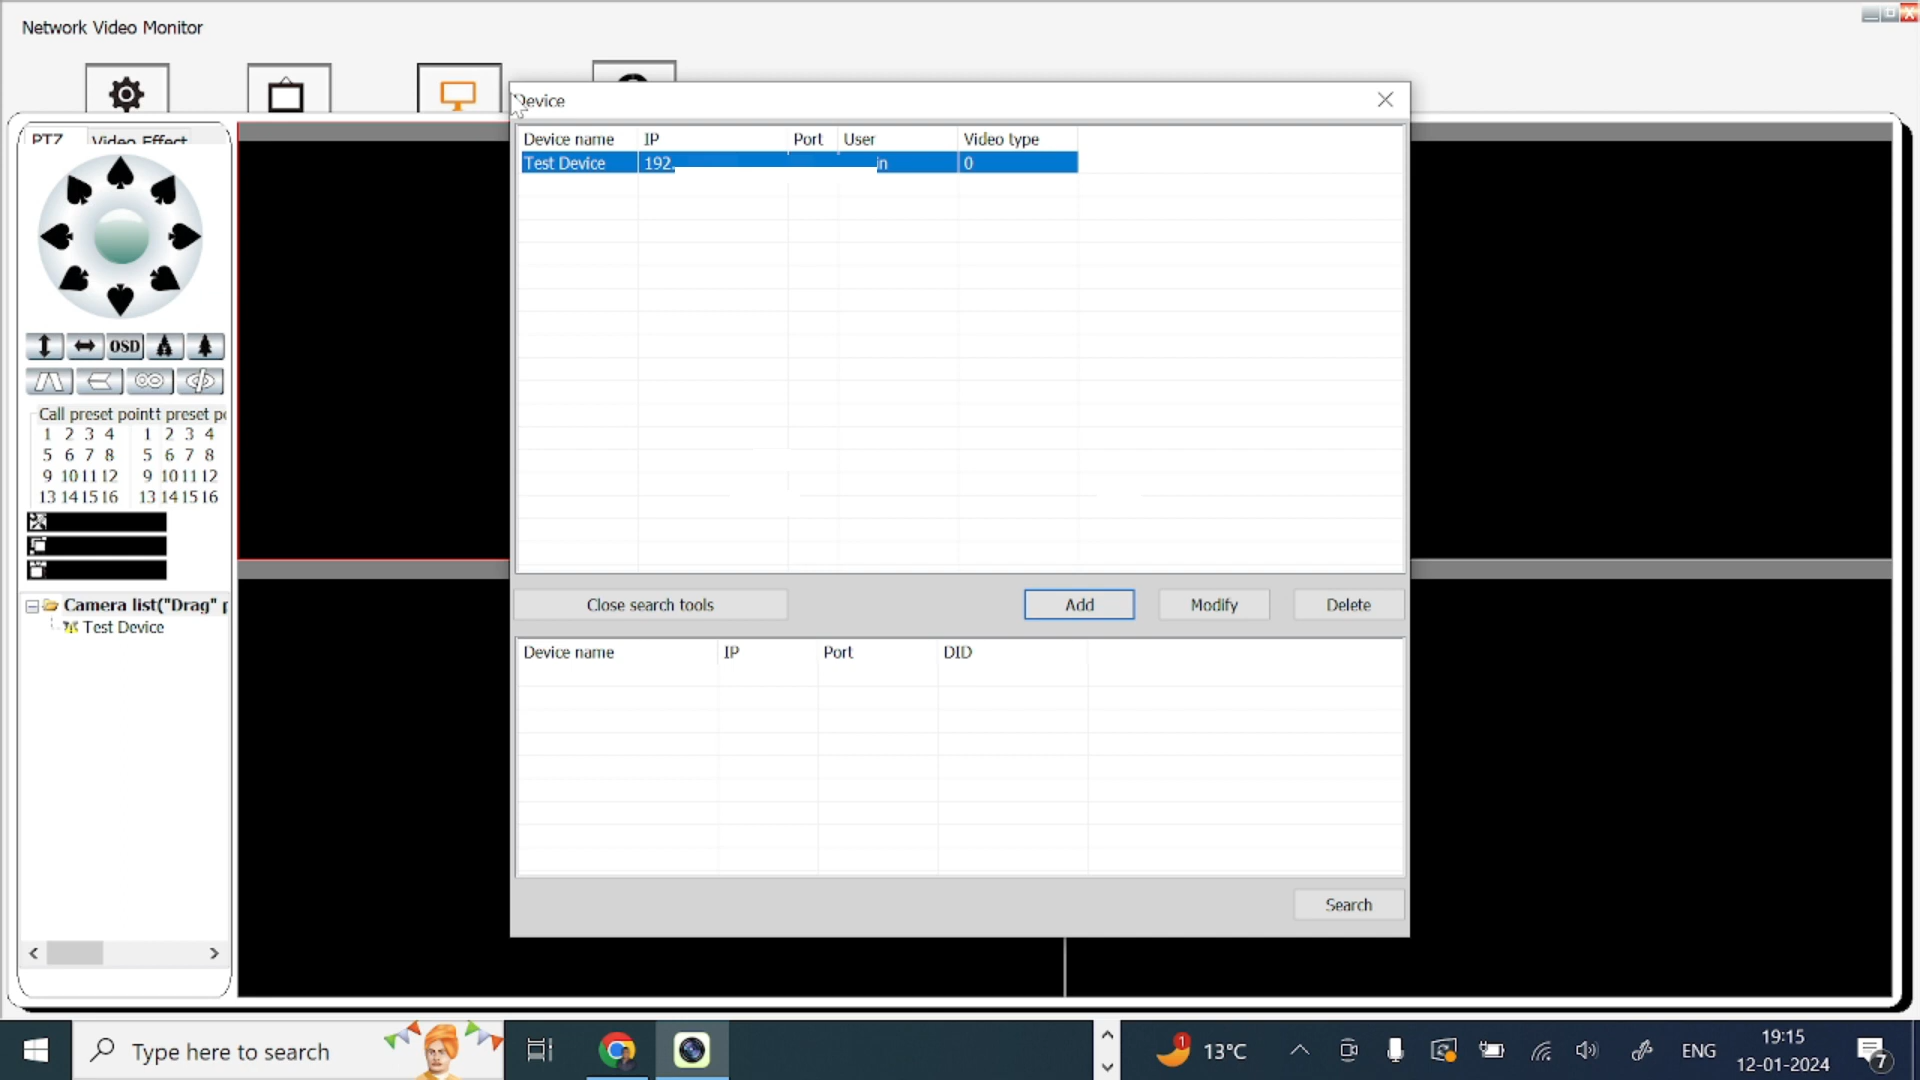 Network Video Monitor
Device
PTZ Video Effect
Device name IP Port User Video type
Test Device 192. in 0
OSD
Call preset point t preset
1 2 3 4 1 2 3 4
5 6 7 8 5 6 7 8
9 10 11 12 9 10 11 12
13 14 15 16 13 14 15 16
Close search tools Add Modify Delete
Camera list("Drag"
Test Device
Device name IP Port DID
Search
Type here to search
1 13°C ENG 19:15
12-01-2024 7